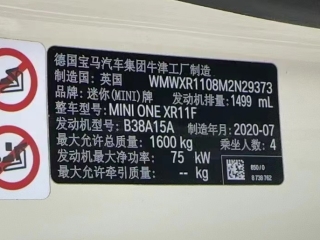 德国宝马汽车集团牛津工厂制造
制造国：英国 WMWXR1108M2N29373
品牌：迷你(MINI)牌 发动机排量：1499 mL
整车型号：MINI ONE XR11F
发动机型号：B38A15A 制造年月：2020-07
最大允许总质量：1600 kg 乘坐人数：4
发动机最大净功率：75 kW
最大允许牵引质量：-- kg